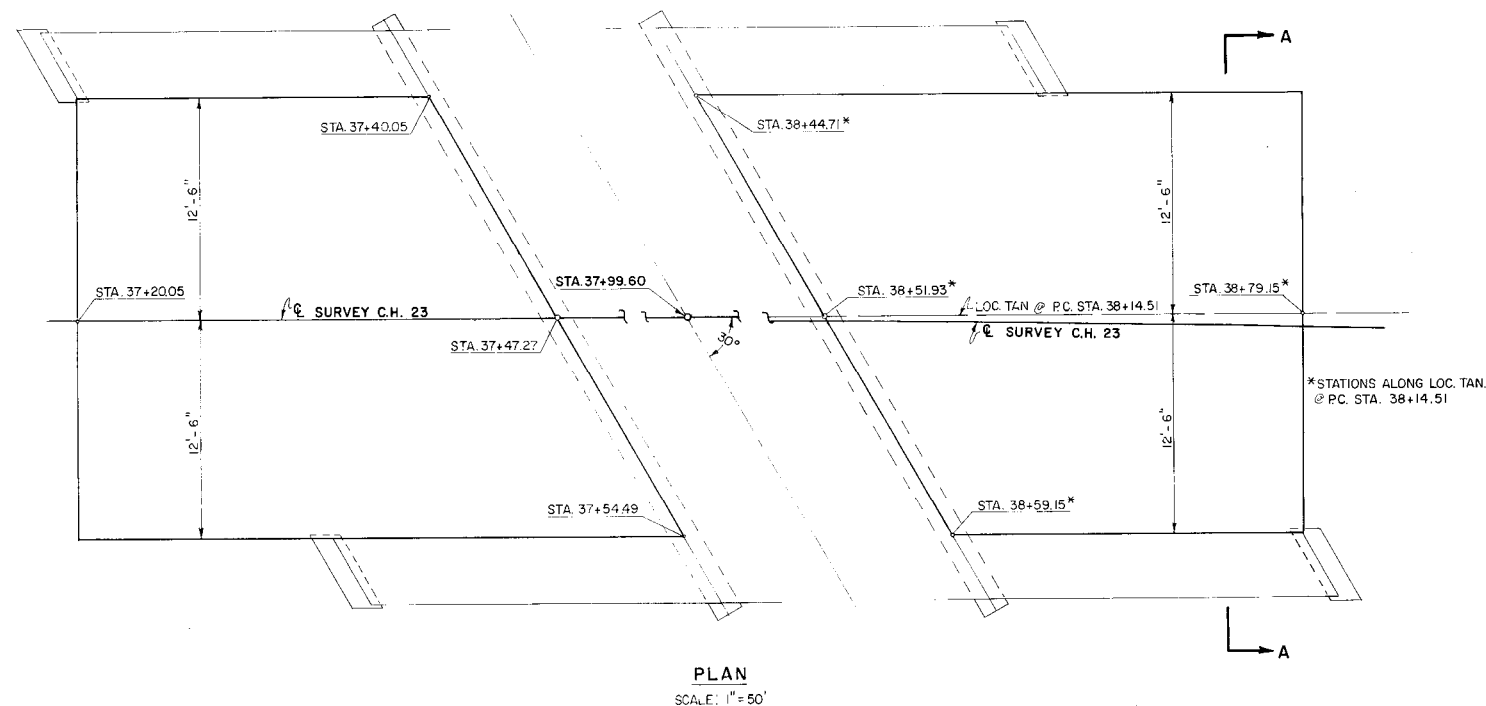 A
STA. 37+40.05
STA. 38+44.71*
12'-6"
12'-6"
STA. 37+20.05
STA. 37+99.60
STA. 38+51.93*
STA. 38+79.15*
℄ SURVEY C.H. 23
LOC. TAN @ P.C. STA. 38+14.51
STA. 37+47.27
30°
℄ SURVEY C.H. 23
*STATIONS ALONG LOC. TAN.
@ P.C. STA. 38+14.51
12'-6"
12'-6"
STA. 37+54.49
STA. 38+59.15*
A
PLAN
SCALE: 1"=50'